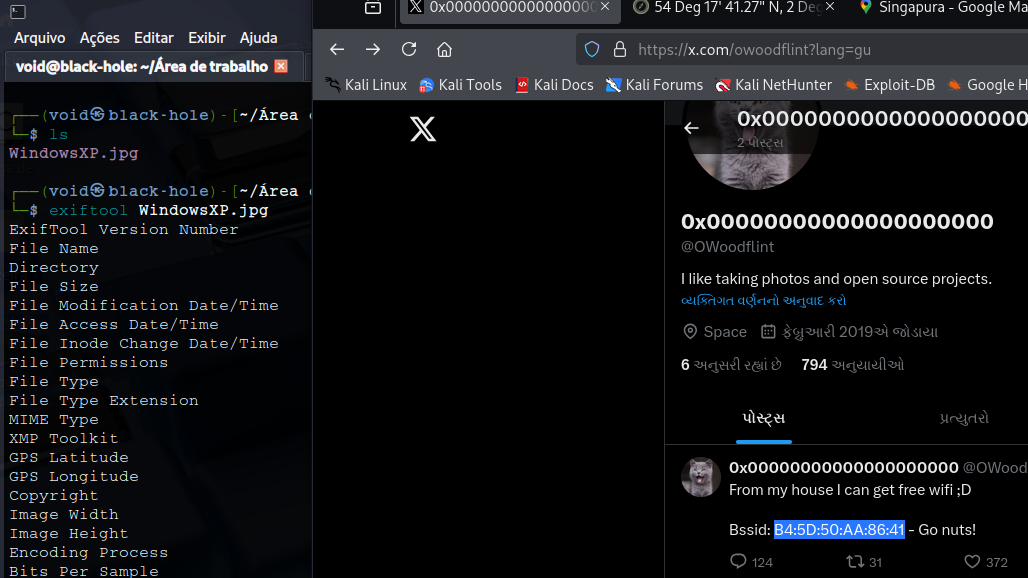 Arquivo Ações Editar Exibir Ajuda
void@black-hole: ~/Área de trabalho
(void㉿black-hole)-[~/Área
$ ls
WindowsXP.jpg
(void㉿black-hole)-[~/Área
$ exiftool WindowsXP.jpg
ExifTool Version Number
File Name
Directory
File Size
File Modification Date/Time
File Access Date/Time
File Inode Change Date/Time
File Permissions
File Type
File Type Extension
MIME Type
XMP Toolkit
GPS Latitude
GPS Longitude
Copyright
Image Width
Image Height
Encoding Process
Bits Per Sample
0x00000000000000000
54 Deg 17' 41.27" N, 2 De
Singapura - Google Ma
https://x.com/owoodflint?lang=gu
Kali Linux Kali Tools Kali Docs Kali Forums Kali NetHunter Exploit-DB Google H
0x000000000000000000000
2 પોસ્ટ્સ
0x00000000000000000000
@OWoodflint
I like taking photos and open source projects.
વ્યક્તિગત વર્ણનનો અનુવાદ કરો
Space ફેબ્રુઆરી 2019એ જોડાયા
6 અનુસરી રહ્યાં છે 794 અનુયાયીઓ
પોસ્ટ્સ પ્રત્યુતરો
0x00000000000000000000 @OWood
From my house I can get free wifi ;D
Bssid: B4:5D:50:AA:86:41 - Go nuts!
124 31 372